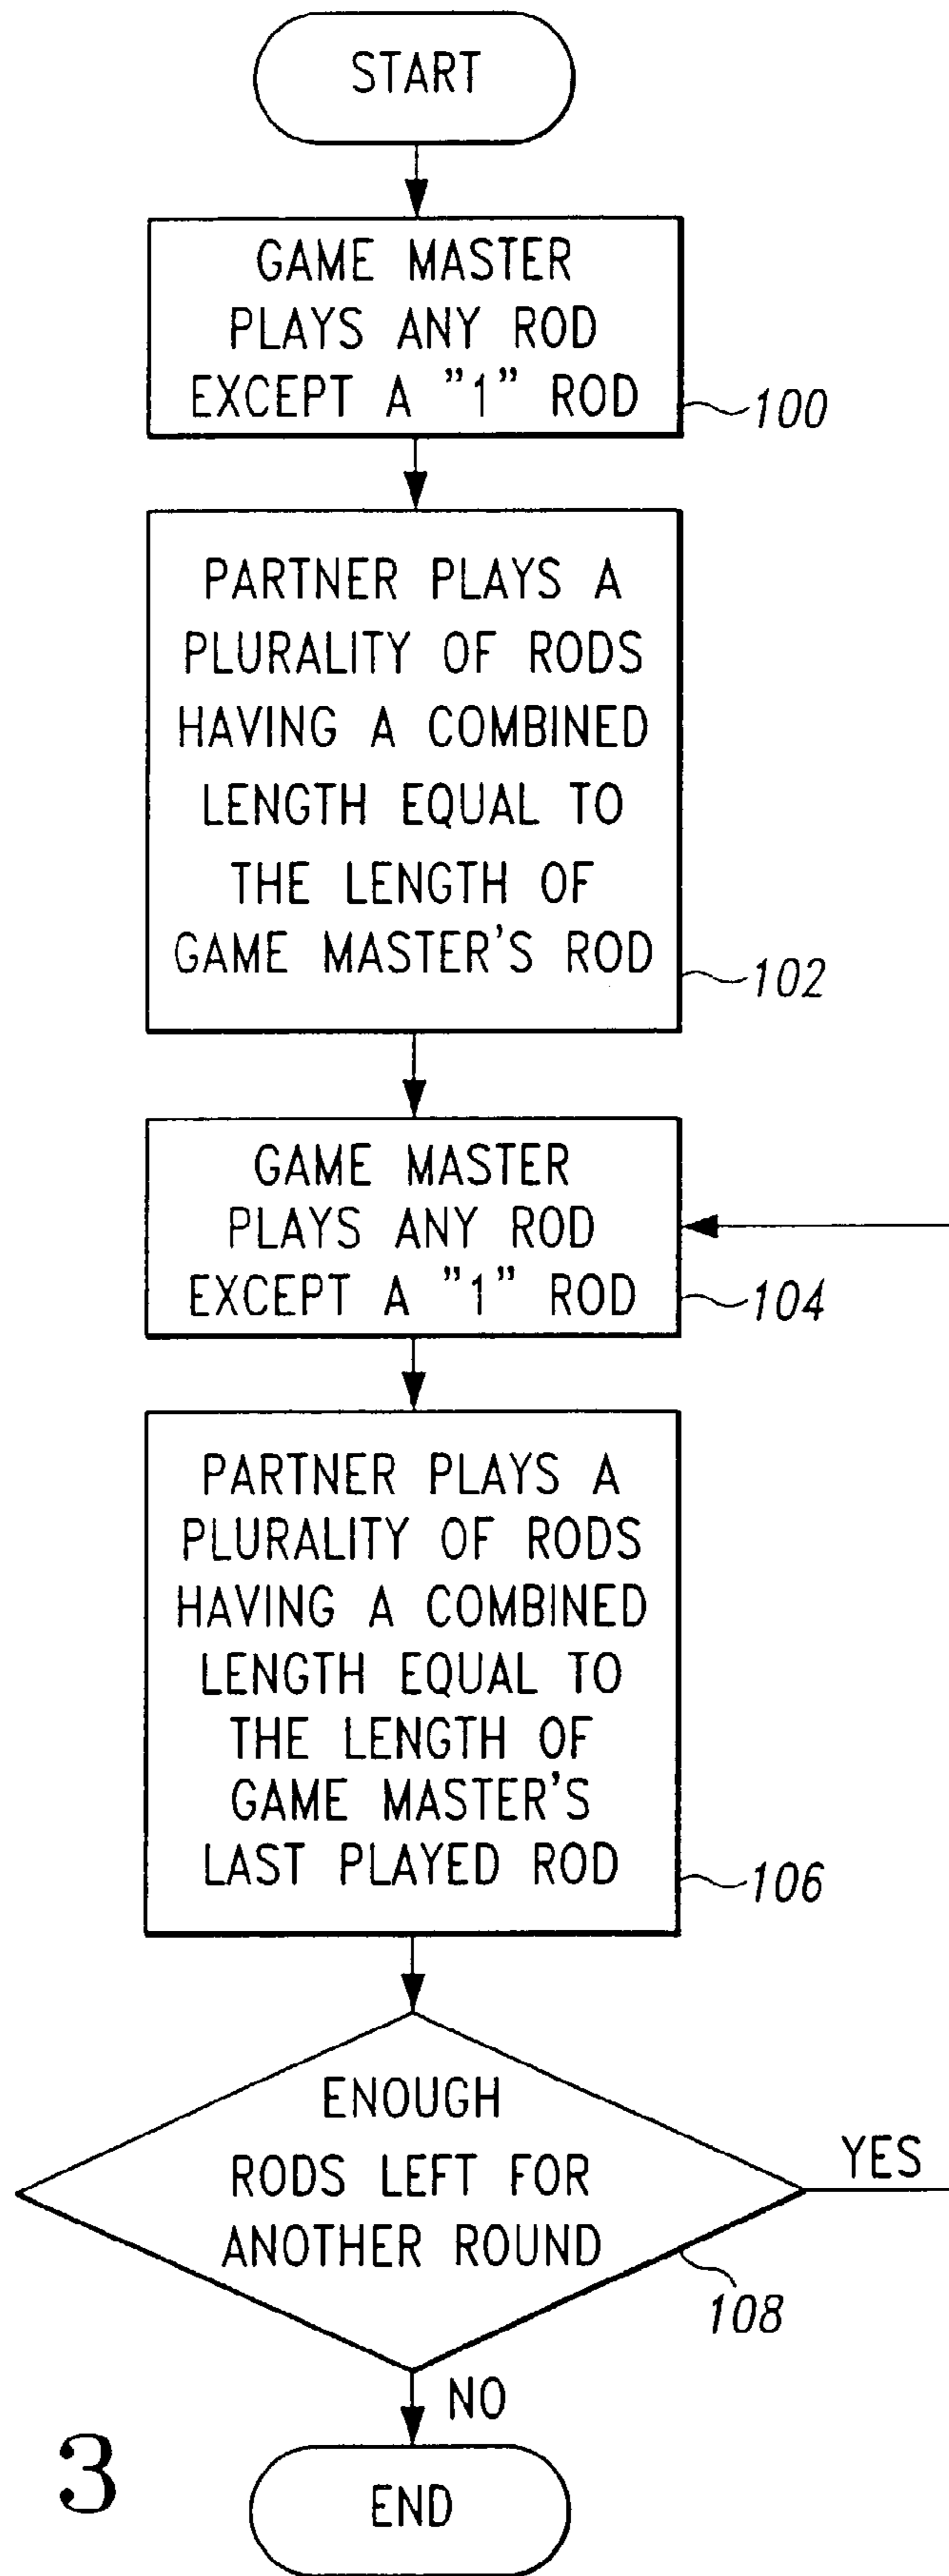 START
GAME MASTER
PLAYS ANY ROD
EXCEPT A "1" ROD
100
PARTNER PLAYS A
PLURALITY OF RODS
HAVING A COMBINED
LENGTH EQUAL TO
THE LENGTH OF
GAME MASTER'S ROD
102
GAME MASTER
PLAYS ANY ROD
EXCEPT A "1" ROD
104
PARTNER PLAYS A
PLURALITY OF RODS
HAVING A COMBINED
LENGTH EQUAL TO
THE LENGTH OF
GAME MASTER'S
LAST PLAYED ROD
106
ENOUGH
RODS LEFT FOR
ANOTHER ROUND
YES
108
NO
3
END